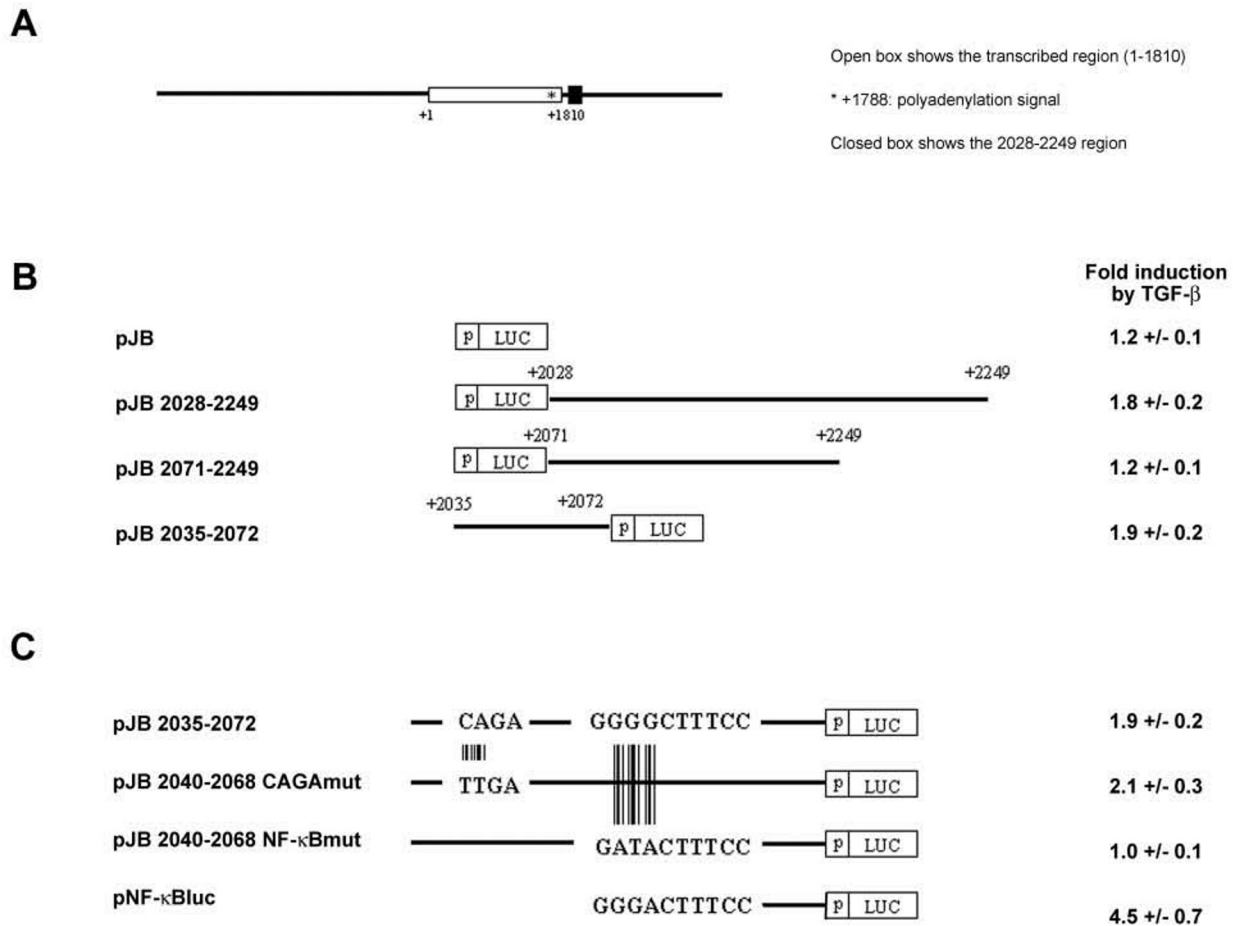 A
Open box shows the transcribed region (1-1810)
* +1788: polyadenylation signal
Closed box shows the 2028-2249 region
*
+1
+1810
B
Fold induction
by TGF-β
pJB
p LUC
1.2 +/- 0.1
+2028
+2249
pJB 2028-2249
p LUC
1.8 +/- 0.2
+2071
+2249
pJB 2071-2249
p LUC
1.2 +/- 0.1
+2035
+2072
pJB 2035-2072
p LUC
1.9 +/- 0.2
C
pJB 2035-2072
CAGA
GGGGCTTTCC
p LUC
1.9 +/- 0.2
pJB 2040-2068 CAGAmut
TTGA
p LUC
2.1 +/- 0.3
pJB 2040-2068 NF-κBmut
GATACTTTCC
p LUC
1.0 +/- 0.1
pNF-κBluc
GGGACTTTCC
p LUC
4.5 +/- 0.7